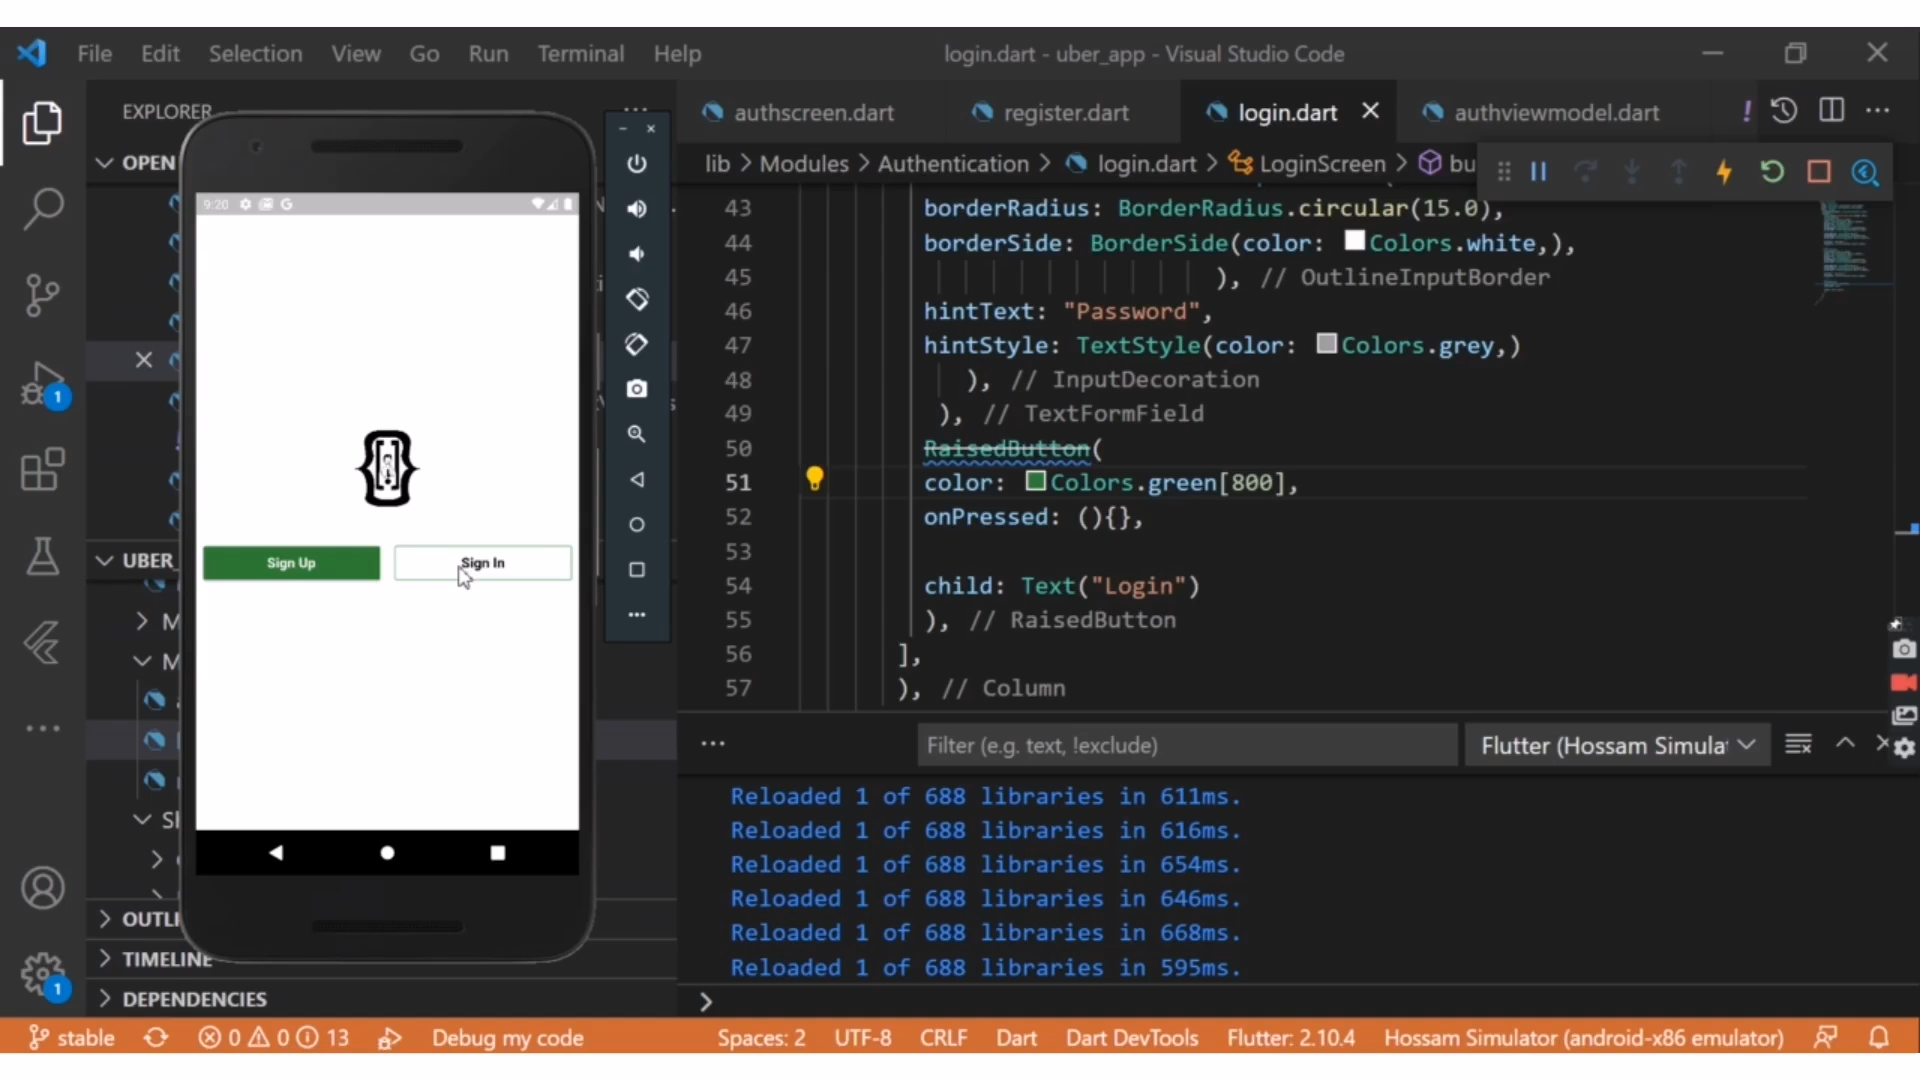 File Edit Selection View Go Run Terminal Help
login.dart - uber_app - Visual Studio Code
EXPLORER
authscreen.dart
register.dart
login.dart
authviewmodel.dart
!
OPEN
lib > Modules > Authentication > login.dart > LoginScreen > bu
9:20
43 borderRadius: BorderRadius.circular(15.0),
44 borderSide: BorderSide(color: Colors.white,),
45 ), // OutlineInputBorder
46 hintText: "Password",
47 hintStyle: TextStyle(color: Colors.grey,)
48 ), // InputDecoration
49 ), // TextFormField
50 RaisedButton(
51 color: Colors.green[800],
52 onPressed: (){},
53
54 child: Text("Login")
55 ), // RaisedButton
56 ],
57 ), // Column
1
Sign Up
Sign In
UBER_
M
M
OUTLI
TIMELINE
DEPENDENCIES
1
Filter (e.g. text, !exclude)
Flutter (Hossam Simula
Reloaded 1 of 688 libraries in 611ms.
Reloaded 1 of 688 libraries in 616ms.
Reloaded 1 of 688 libraries in 654ms.
Reloaded 1 of 688 libraries in 646ms.
Reloaded 1 of 688 libraries in 668ms.
Reloaded 1 of 688 libraries in 595ms.
>
stable 0 0 13 Debug my code Spaces: 2 UTF-8 CRLF Dart Dart DevTools Flutter: 2.10.4 Hossam Simulator (android-x86 emulator)